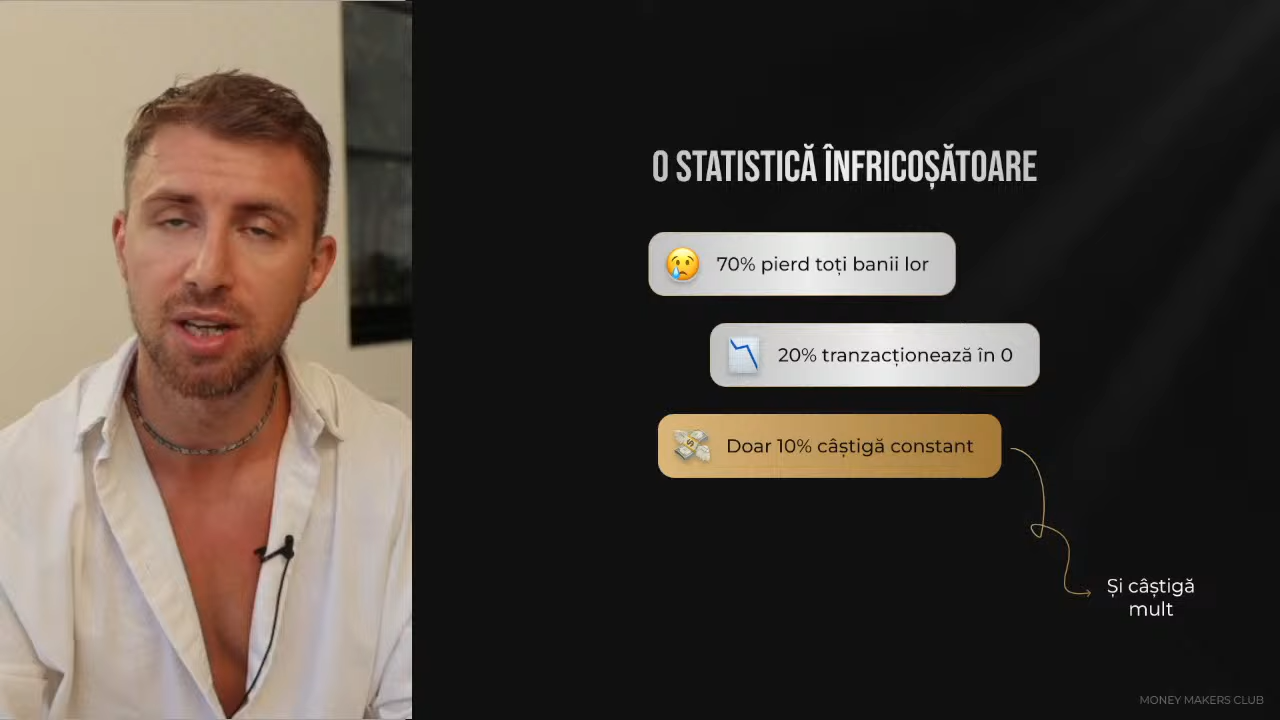 O STATISTICĂ ÎNFRICOȘĂTOARE
70% pierd toți banii lor
20% tranzacționează în 0
Doar 10% câștigă constant
Și câștigă
mult
MONEY MAKERS CLUB